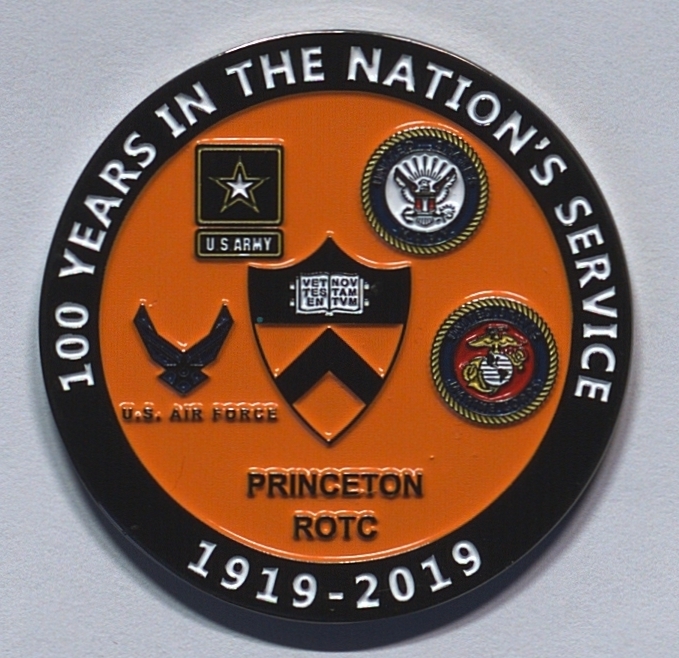 100 YEARS IN THE NATION'S SERVICE
U.S ARMY
VET NOV
TES TAM
EN TVM
U.S. AIR FORCE
PRINCETON
ROTC
1919-2019